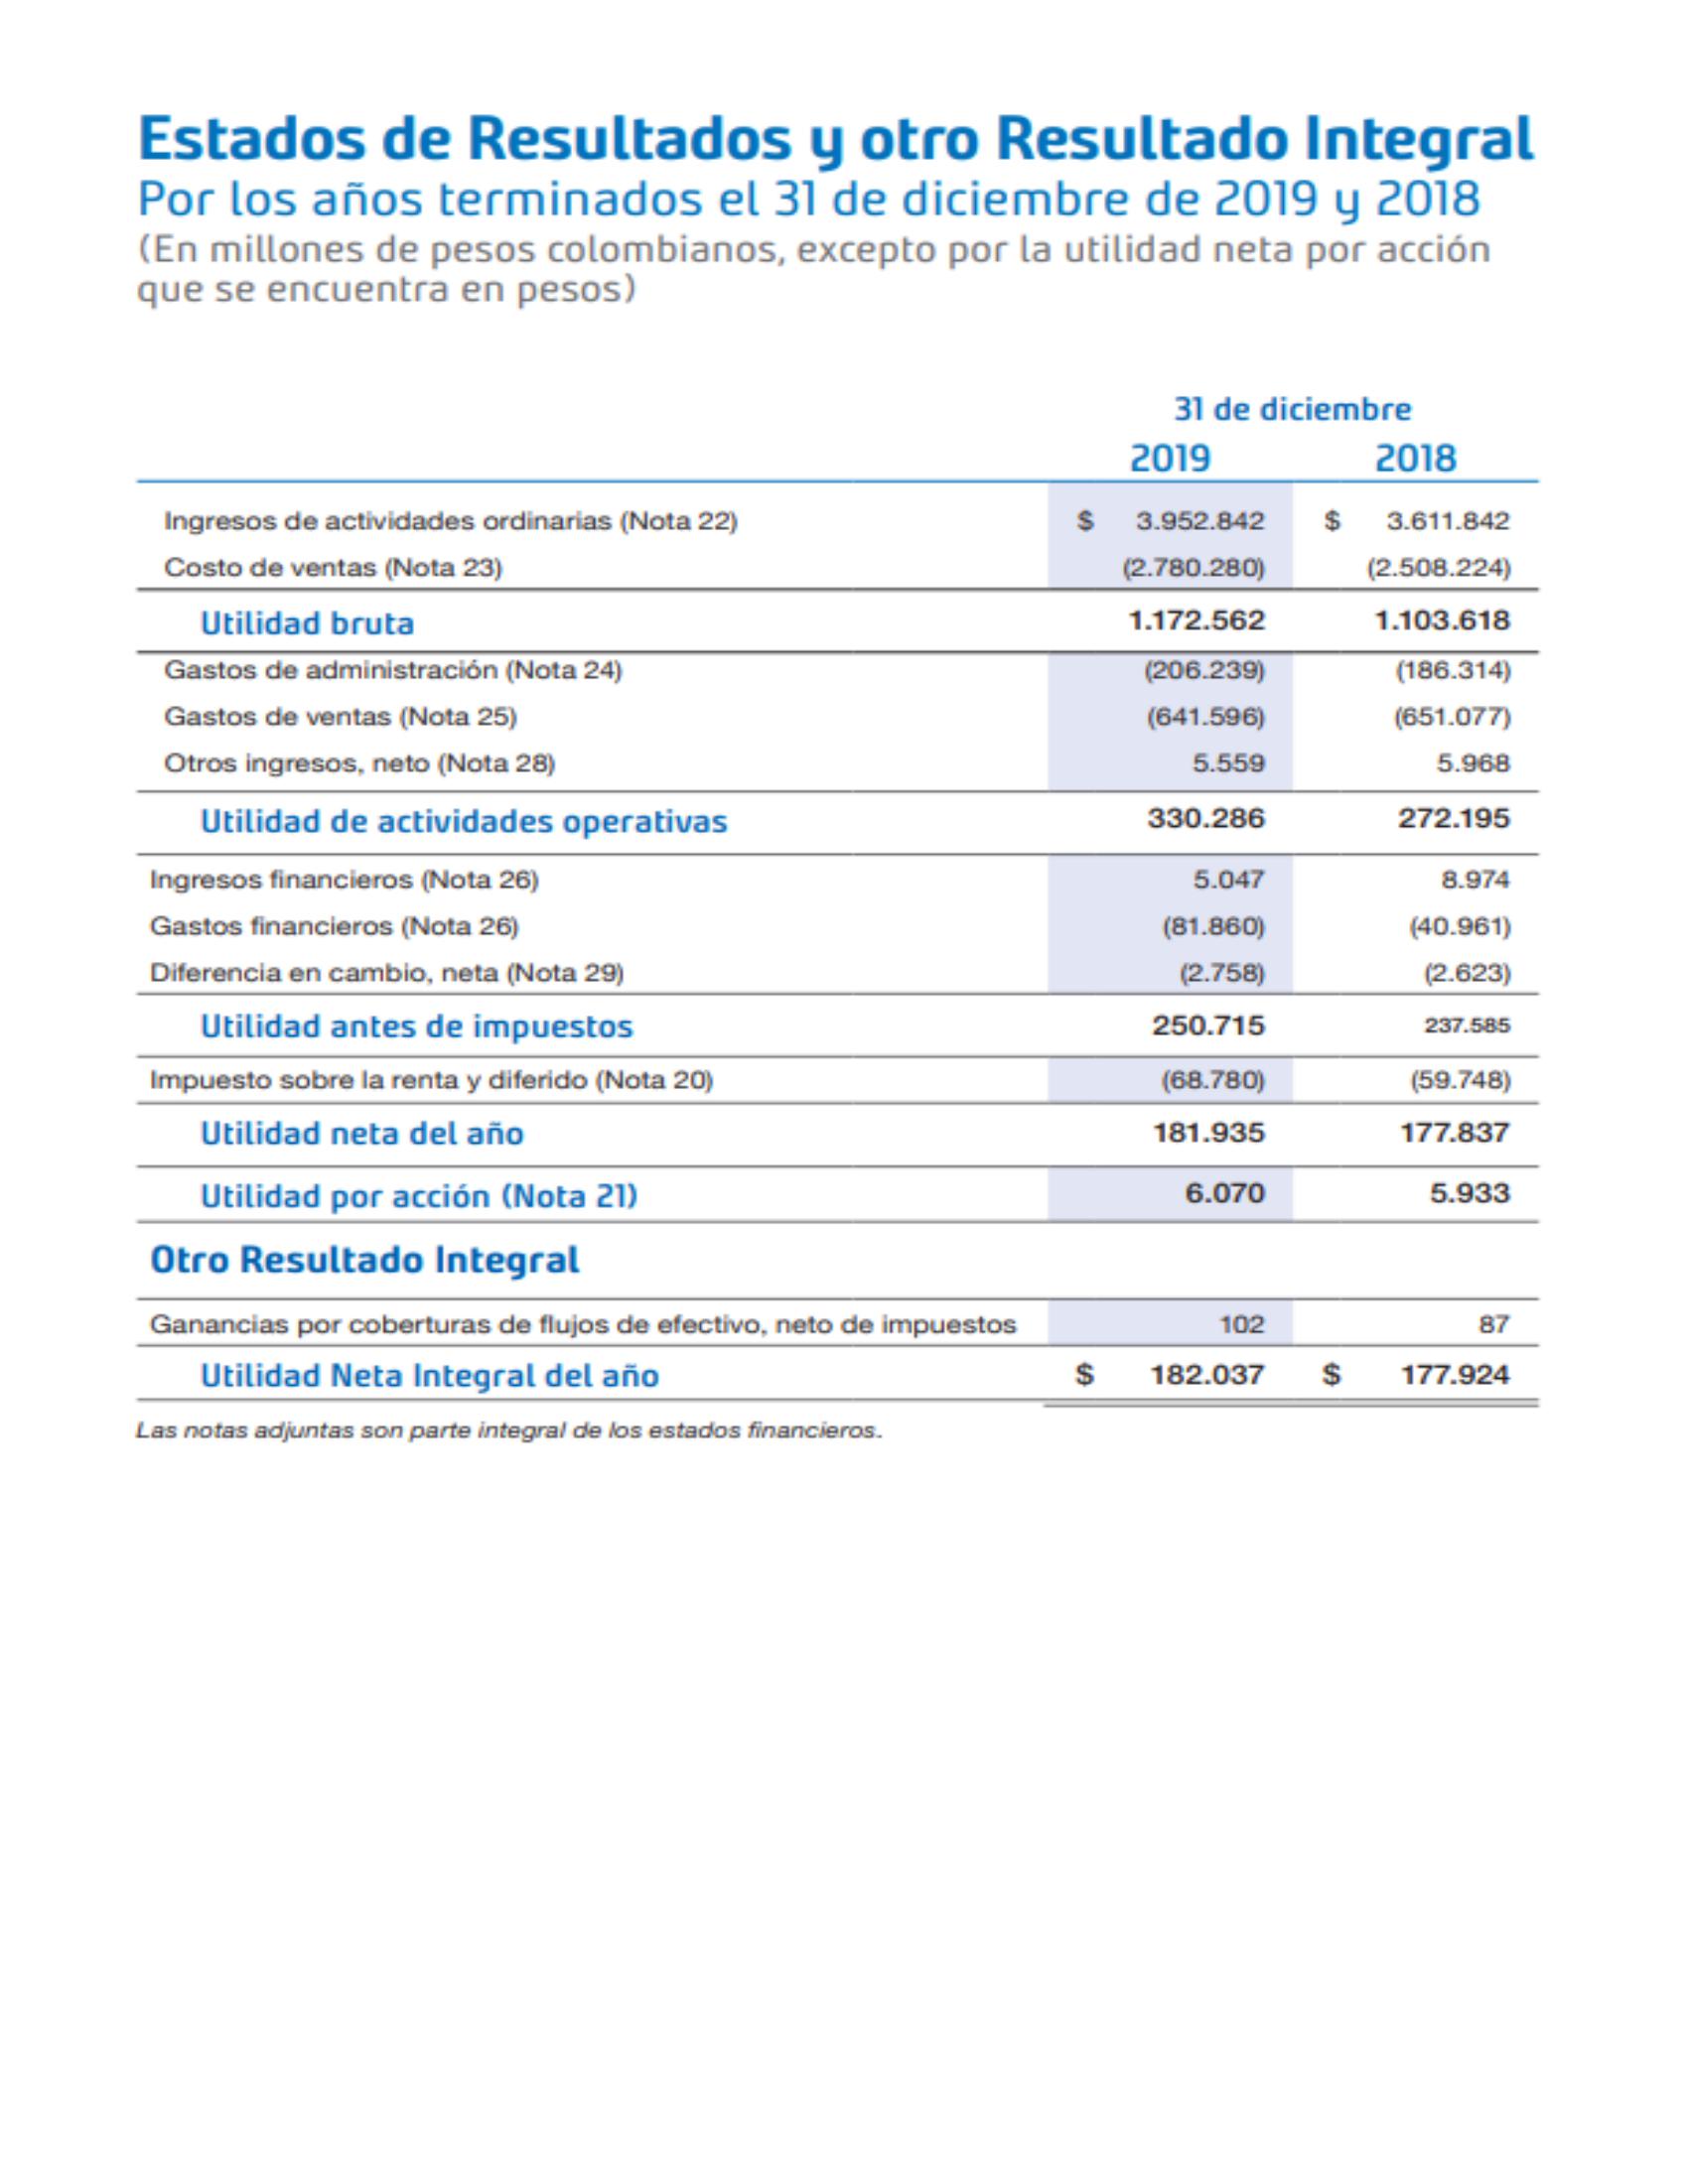 Estados de Resultados y otro Resultado Integral
Por los años terminados el 31 de diciembre de 2019 y 2018
(En millones de pesos colombianos, excepto por la utilidad neta por acción
que se encuentra en pesos)
31 de diciembre
2019 2018
Ingresos de actividades ordinarias (Nota 22) $ 3.952.842 $ 3.611.842
Costo de ventas (Nota 23) (2.780.280) (2.508.224)
Utilidad bruta 1.172.562 1.103.618
Gastos de administración (Nota 24) (206.239) (186.314)
Gastos de ventas (Nota 25) (641.596) (651.077)
Otros ingresos, neto (Nota 28) 5.559 5.968
Utilidad de actividades operativas 330.286 272.195
Ingresos financieros (Nota 26) 5.047 8.974
Gastos financieros (Nota 26) (81.860) (40.961)
Diferencia en cambio, neta (Nota 29) (2.758) (2.623)
Utilidad antes de impuestos 250.715 237.585
Impuesto sobre la renta y diferido (Nota 20) (68.780) (59.748)
Utilidad neta del año 181.935 177.837
Utilidad por acción (Nota 21) 6.070 5.933
Otro Resultado Integral
Ganancias por coberturas de flujos de efectivo, neto de impuestos 102 87
Utilidad Neta Integral del año $ 182.037 $ 177.924
Las notas adjuntas son parte integral de los estados financieros.